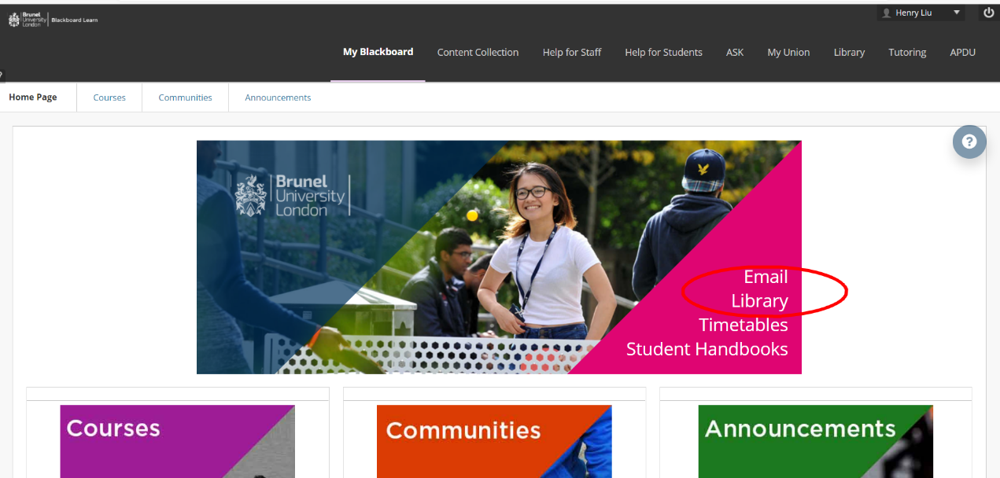 Brunel
University
London
Blackboard Learn
Henry Liu
My Blackboard Content Collection Help for Staff Help for Students ASK My Union Library Tutoring APDU
?
Home Page Courses Communities Announcements
?
Brunel
University
London
Email
Library
Timetables
Student Handbooks
Courses Communities Announcements